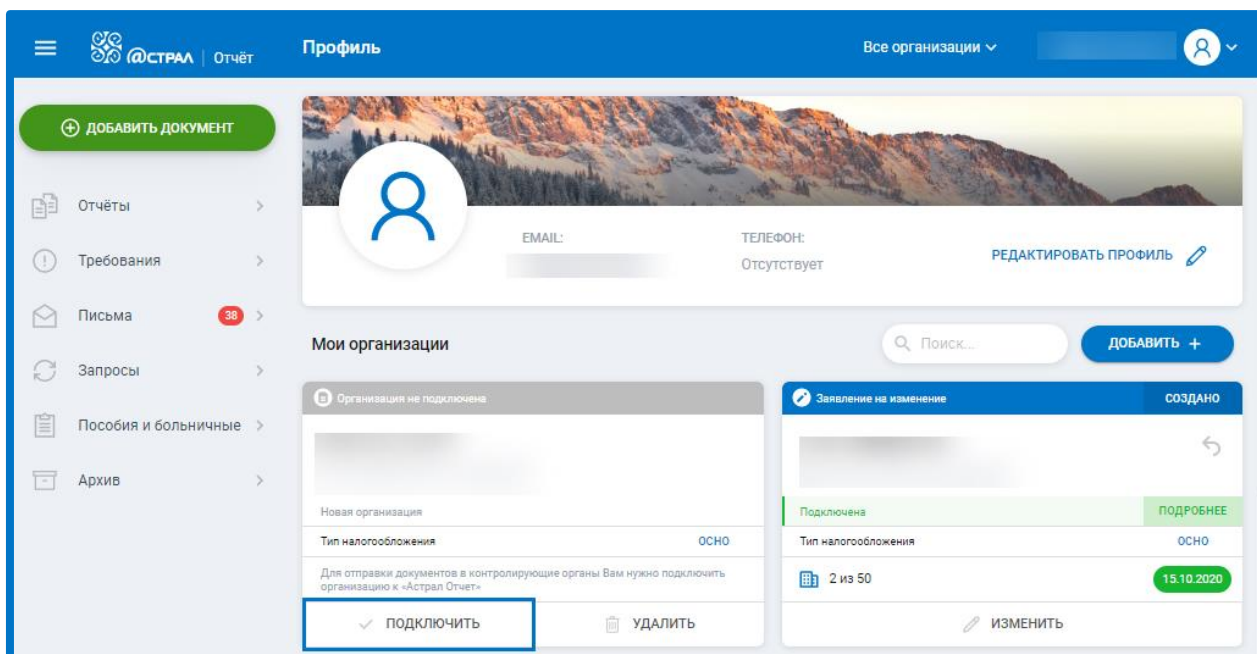 @СТРАЛ | Отчёт
Профиль
Все организации
ДОБАВИТЬ ДОКУМЕНТ
Отчёты
Требования
Письма 38
Запросы
Пособия и больничные
Архив
EMAIL:
ТЕЛЕФОН:
Отсутствует
РЕДАКТИРОВАТЬ ПРОФИЛЬ
Мои организации
Поиск...
ДОБАВИТЬ +
Организация не подключена
Новая организация
Тип налогообложения ОСНО
Для отправки документов в контролирующие органы Вам нужно подключить
организацию к «Астрал Отчет»
ПОДКЛЮЧИТЬ
УДАЛИТЬ
Заявление на изменение
СОЗДАНО
Подключена
ПОДРОБНЕЕ
Тип налогообложения ОСНО
2 из 50
15.10.2020
ИЗМЕНИТЬ